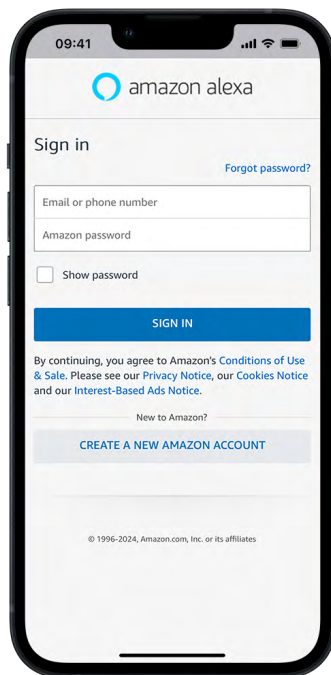 09:41
amazon alexa
Sign in
Forgot password?
Email or phone number
Amazon password
Show password
SIGN IN
By continuing, you agree to Amazon's Conditions of Use
& Sale. Please see our Privacy Notice, our Cookies Notice
and our Interest-Based Ads Notice.
New to Amazon?
CREATE A NEW AMAZON ACCOUNT
© 1996-2024, Amazon.com, Inc. or its affiliates